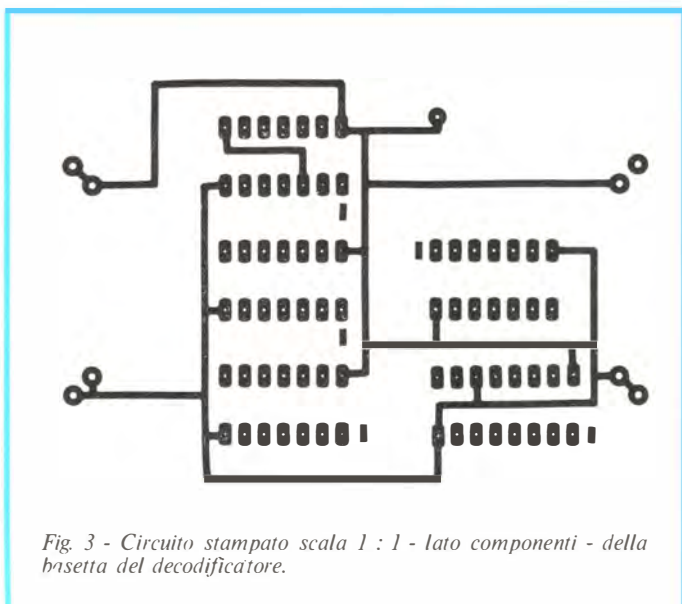 Fig. 3 - Circuito stampato scala 1 : 1 - lato componenti - della
basetta del decodificatore.